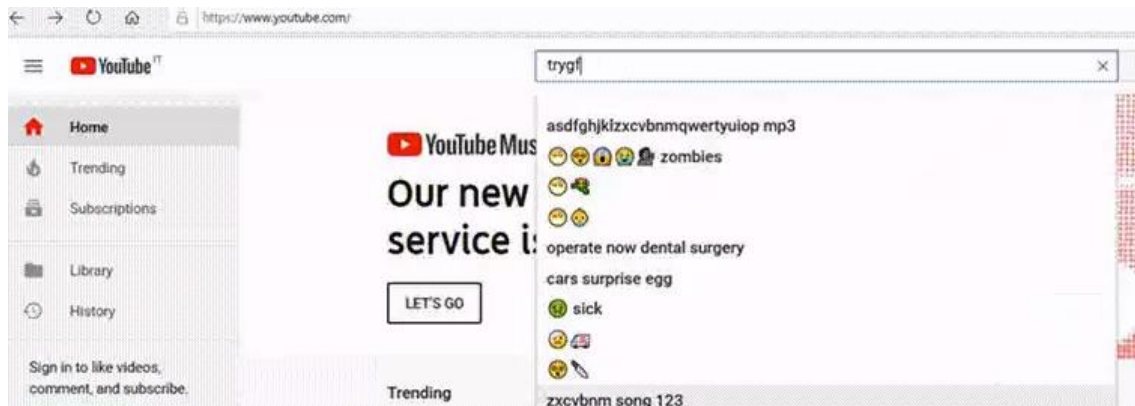 https://www.youtube.com/
YouTube IT
trygf
Home
Trending
Subscriptions
Library
History
Sign in to like videos,
comment, and subscribe.
YouTube Mus
Our new
service i
LET'S GO
Trending
asdfghjklzxcvbnmqwertyuiop mp3
😁😍😱😭 zombies
operate now dental surgery
cars surprise egg
🤢 sick
zxcvbnm song 123